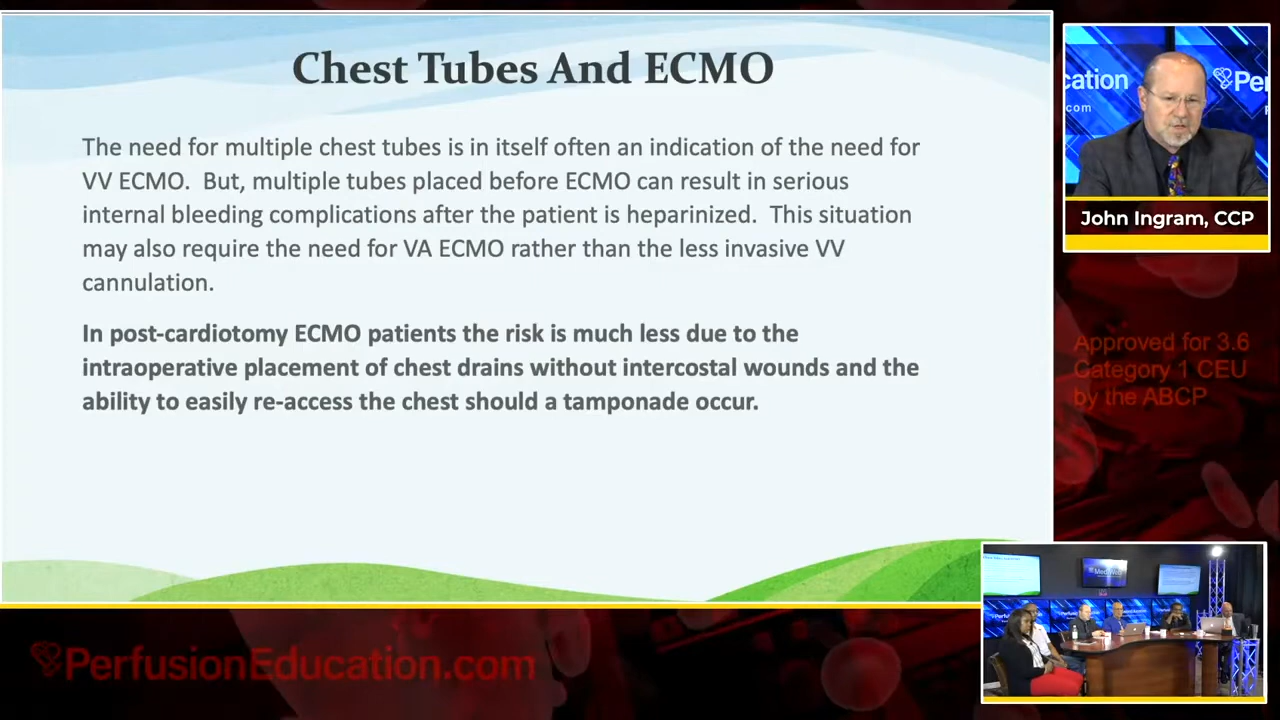 Chest Tubes And ECMO
The need for multiple chest tubes is in itself often an indication of the need for
VV ECMO.  But, multiple tubes placed before ECMO can result in serious
internal bleeding complications after the patient is heparinized.  This situation
may also require the need for VA ECMO rather than the less invasive VV
cannulation.
In post-cardiotomy ECMO patients the risk is much less due to the
intraoperative placement of chest drains without intercostal wounds and the
ability to easily re-access the chest should a tamponade occur.
cation
.com
Per
John Ingram, CCP
Approved for 3.6
Category 1 CEU
by the ABCP
PerfusionEducation.com